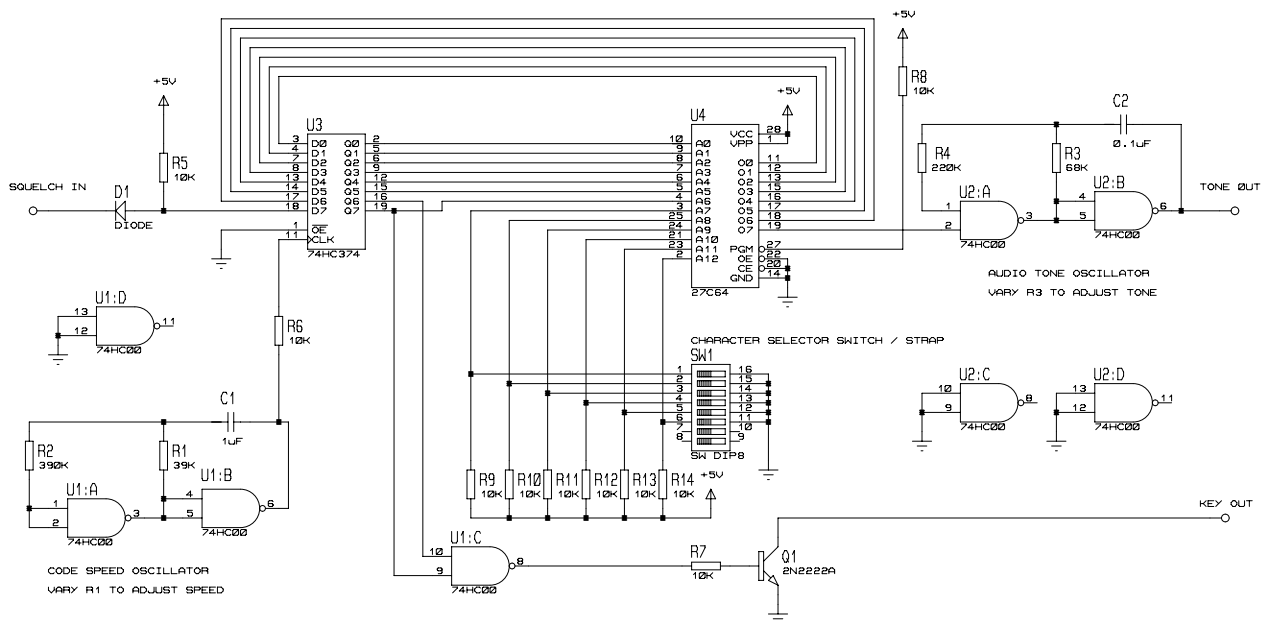 +5V
R8
10K
+5V
+5V
C2
0.1uF
U3
U4
3 D0 Q0 2
4 D1 Q1 5
7 D2 Q2 6
8 D3 Q3 9
13 D4 Q4 12
14 D5 Q5 15
17 D6 Q6 16
18 D7 Q7 19
1 OE
11 CLK
74HC374
10 A0
9 A1
8 A2
7 A3
6 A4
5 A5
4 A6
3 A7
25 A8
24 A9
21 A10
23 A11
2 A12
VCC 28
VPP 1
O0 11
O1 12
O2 13
O3 15
O4 16
O5 17
O6 18
O7 19
PGM 27
OE 22
CE 20
GND 14
27C64
R5
10K
SQUELCH IN
D1
DIODE
R4
220K
R3
68K
U2:A
1
2
3
74HC00
U2:B
4
5
6
74HC00
TONE OUT
AUDIO TONE OSCILLATOR
VARY R3 TO ADJUST TONE
U1:D
13
12
11
74HC00
R6
10K
CHARACTER SELECTOR SWITCH / STRAP
SW1
1 16
2 15
3 14
4 13
5 12
6 11
7 10
8 9
SW DIP8
U2:C
10
9
8
74HC00
U2:D
13
12
11
74HC00
C1
1uF
R2
390K
R1
39K
U1:A
1
2
3
74HC00
U1:B
4
5
6
74HC00
R9
10K
R10
10K
R11
10K
R12
10K
R13
10K
R14
10K
+5V
KEY OUT
U1:C
10
9
8
74HC00
R7
10K
Q1
2N2222A
CODE SPEED OSCILLATOR
VARY R1 TO ADJUST SPEED